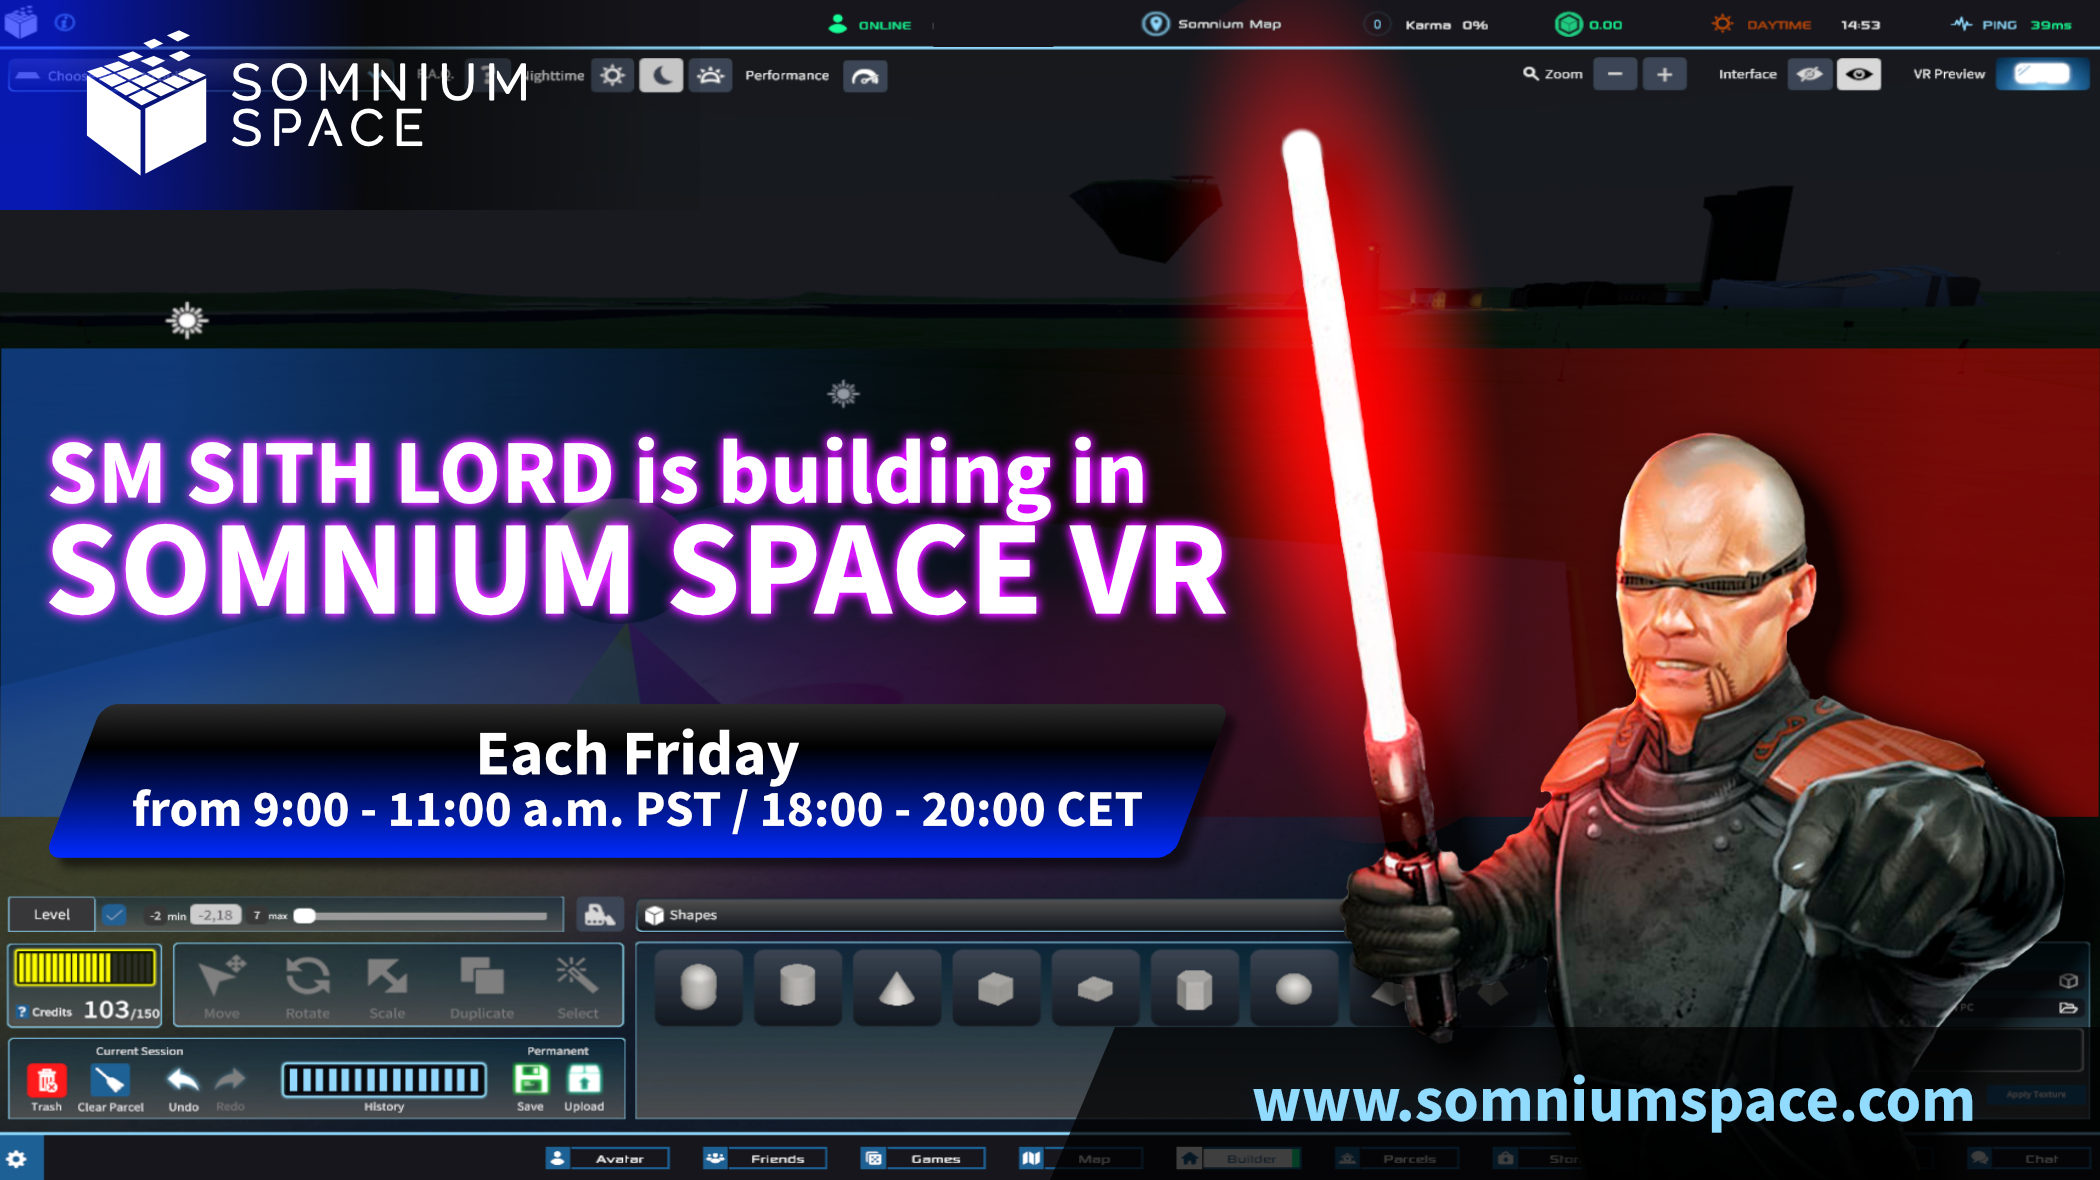 ONLINE
Somnium Map
0
Karma 0%
0.00
DAYTIME
14:53
PING 39ms
SOMNIUM
SPACE
Nighttime
Performance
Zoom
Interface
VR Preview
SM SITH LORD is building in
SOMNIUM SPACE VR
Each Friday
from 9:00 - 11:00 a.m. PST / 18:00 - 20:00 CET
Level
-2 min -2,18 7 max
Shapes
? Credits 103/150
Move
Rotate
Scale
Duplicate
Select
Current Session
Permanent
Trash
Clear Parcel
Undo
Redo
History
Save
Upload
www.somniumspace.com
Apply Texture
Avatar
Friends
Games
Map
Builder
Parcels
Chat